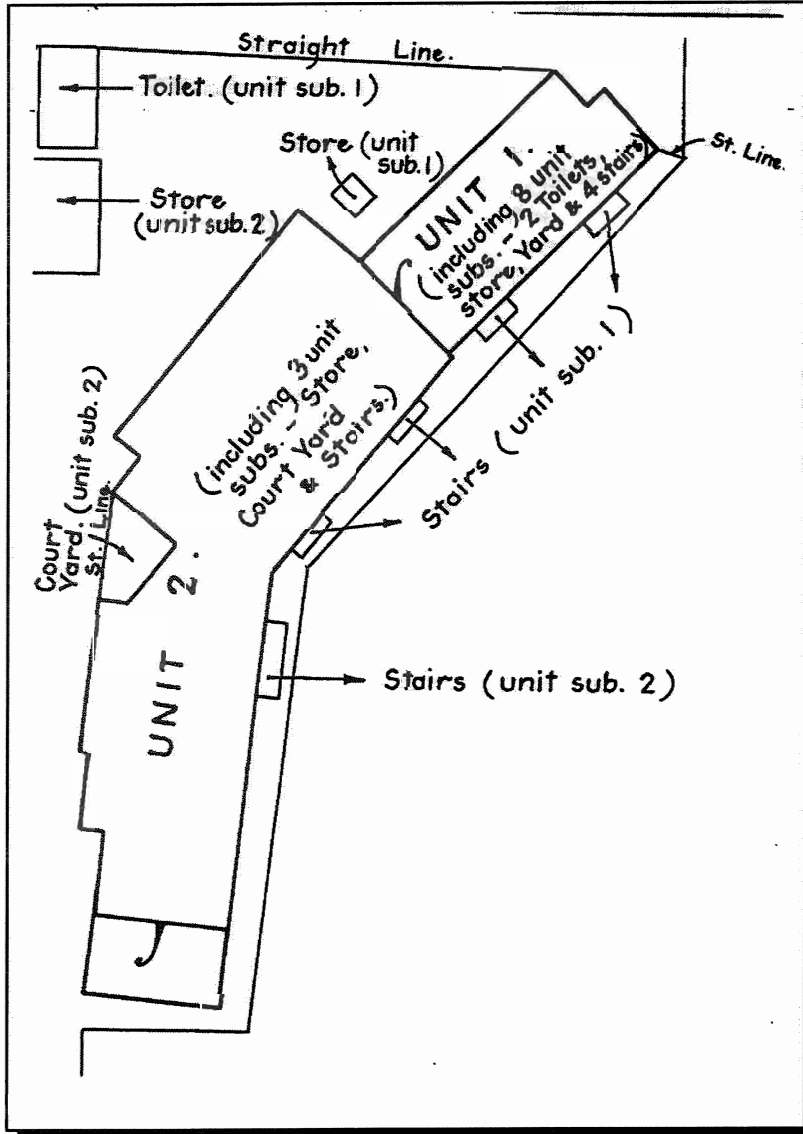 Straight Line.
Toilet. (unit sub. 1)
Store (unit
sub. 1)
St. Line.
Store
(unit sub. 2)
UNIT 1.
(including 8 unit
subs. - 2 Toilets,
store, Yard & 4 stairs)
Stairs (unit sub. 1)
(including 3 unit
subs. - Store,
Court Yard
& Stairs.)
Court
Yard. (unit sub. 2)
St. Line.
UNIT 2.
Stairs (unit sub. 2)